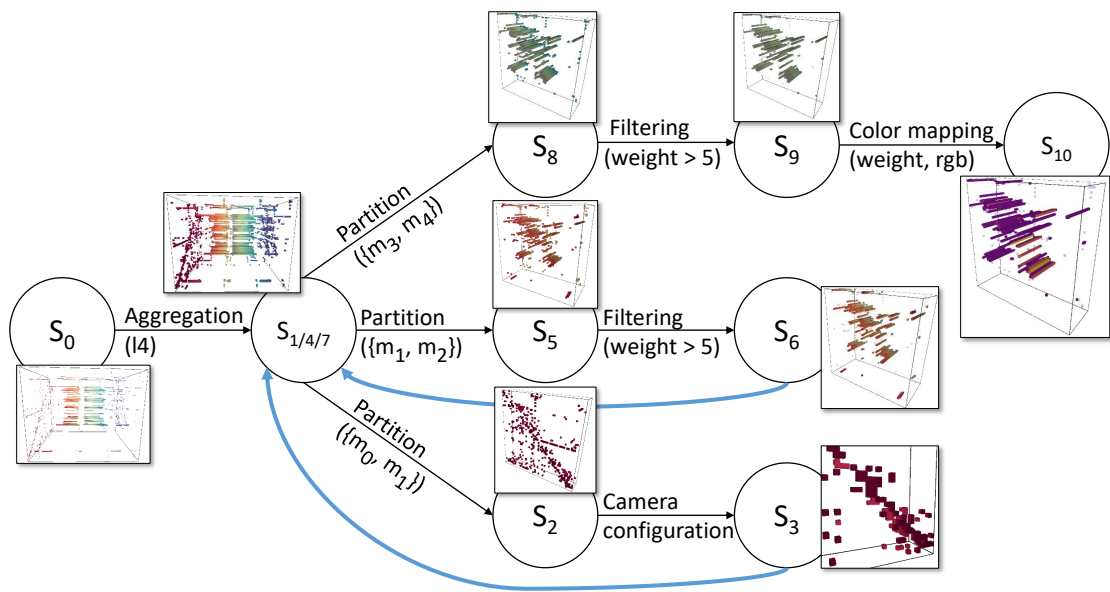 S8
Filtering
(weight > 5)
S9
Color mapping
(weight, rgb)
S10
Partition
({m3, m4})
S0
Aggregation
(l4)
S1/4/7
Partition
({m1, m2})
S5
Filtering
(weight > 5)
S6
Partition
({m0, m1})
S2
Camera
configuration
S3